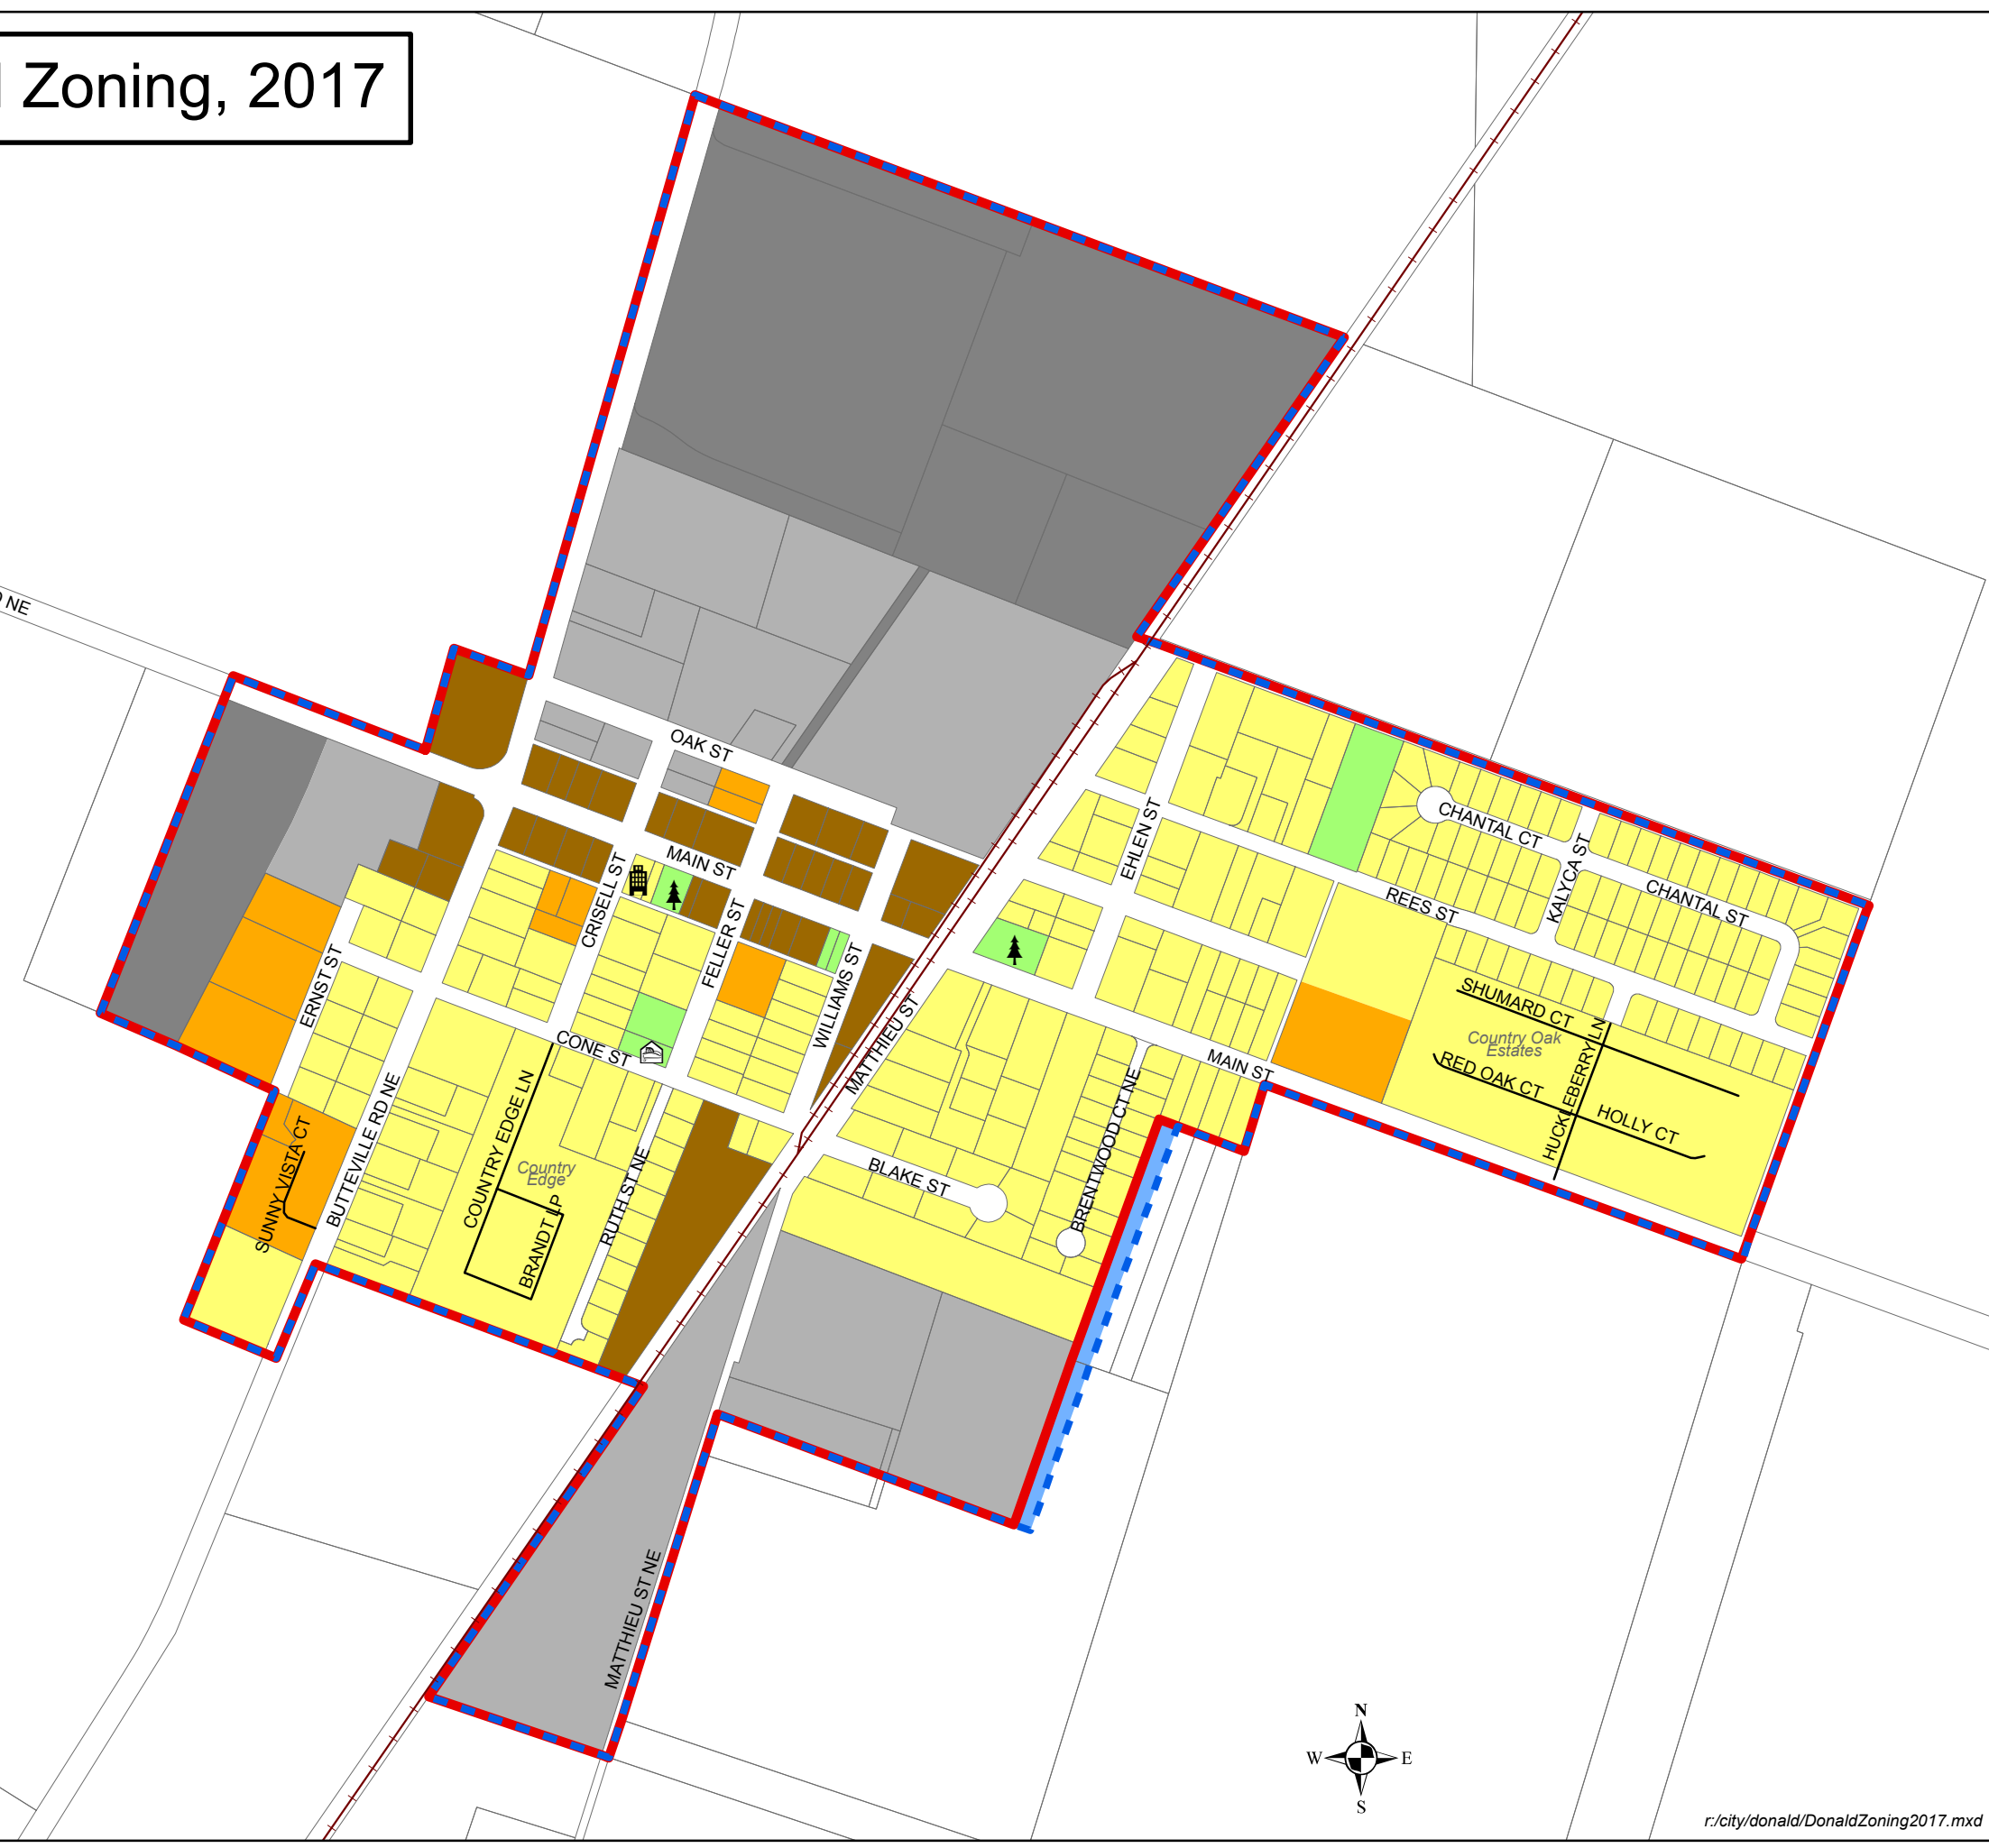 Zoning, 2017
NE
OAK ST
MAIN ST
CRISELL ST
FELLER ST
WILLIAMS ST
EHLEN ST
CHANTAL CT
KALYCA ST
CHANTAL ST
REES ST
SHUMARD CT
Country Oak
Estates
RED OAK CT
HUCKLEBERRY LN
HOLLY CT
ERNST ST
CONE ST
MATTHIEU ST
MAIN ST
BUTTEVILLE RD NE
COUNTRY EDGE LN
Country
Edge
SUNNY VISTA CT
BRANDT LP
RUTH ST NE
BLAKE ST
BRENTWOOD CT NE
MATTHIEU ST NE
N
W E
S
r:/city/donald/DonaldZoning2017.mxd